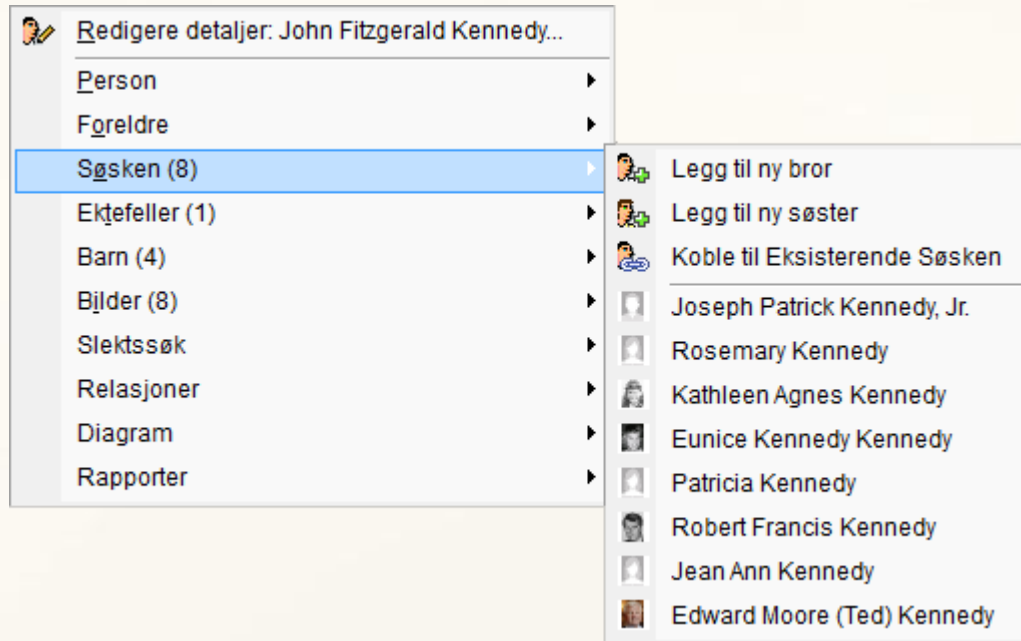 Redigere detaljer: John Fitzgerald Kennedy...
Person
Foreldre
Søsken (8)
Ektefeller (1)
Barn (4)
Bilder (8)
Slektssøk
Relasjoner
Diagram
Rapporter
Legg til ny bror
Legg til ny søster
Koble til Eksisterende Søsken
Joseph Patrick Kennedy, Jr.
Rosemary Kennedy
Kathleen Agnes Kennedy
Eunice Kennedy Kennedy
Patricia Kennedy
Robert Francis Kennedy
Jean Ann Kennedy
Edward Moore (Ted) Kennedy